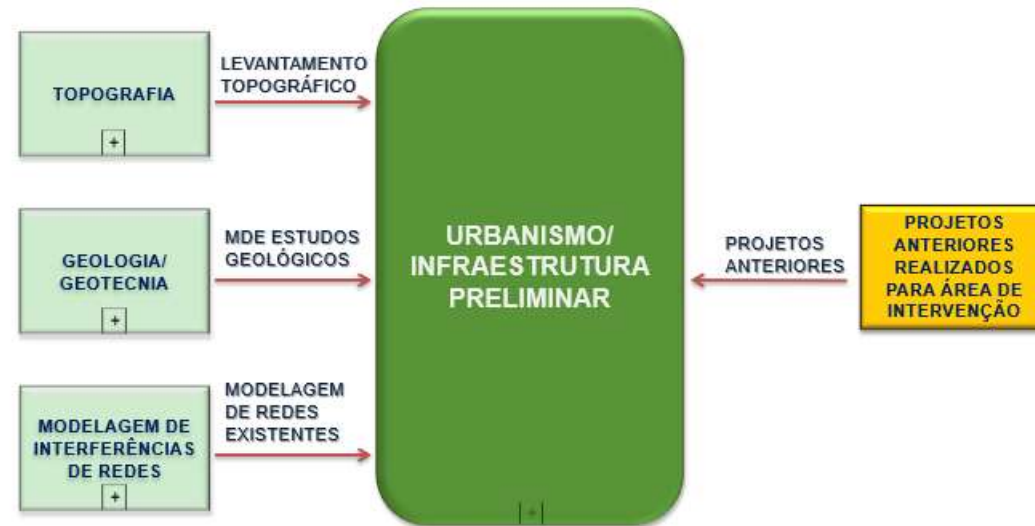 TOPOGRAFIA
+
LEVANTAMENTO
TOPOGRÁFICO
GEOLOGIA/
GEOTECNIA
+
MDE ESTUDOS
GEOLÓGICOS
MODELAGEM DE
INTERFERÊNCIAS
DE REDES
+
MODELAGEM
DE REDES
EXISTENTES
URBANISMO/
INFRAESTRUTURA
PRELIMINAR
+
PROJETOS
ANTERIORES
PROJETOS
ANTERIORES
REALIZADOS
PARA ÁREA DE
INTERVENÇÃO